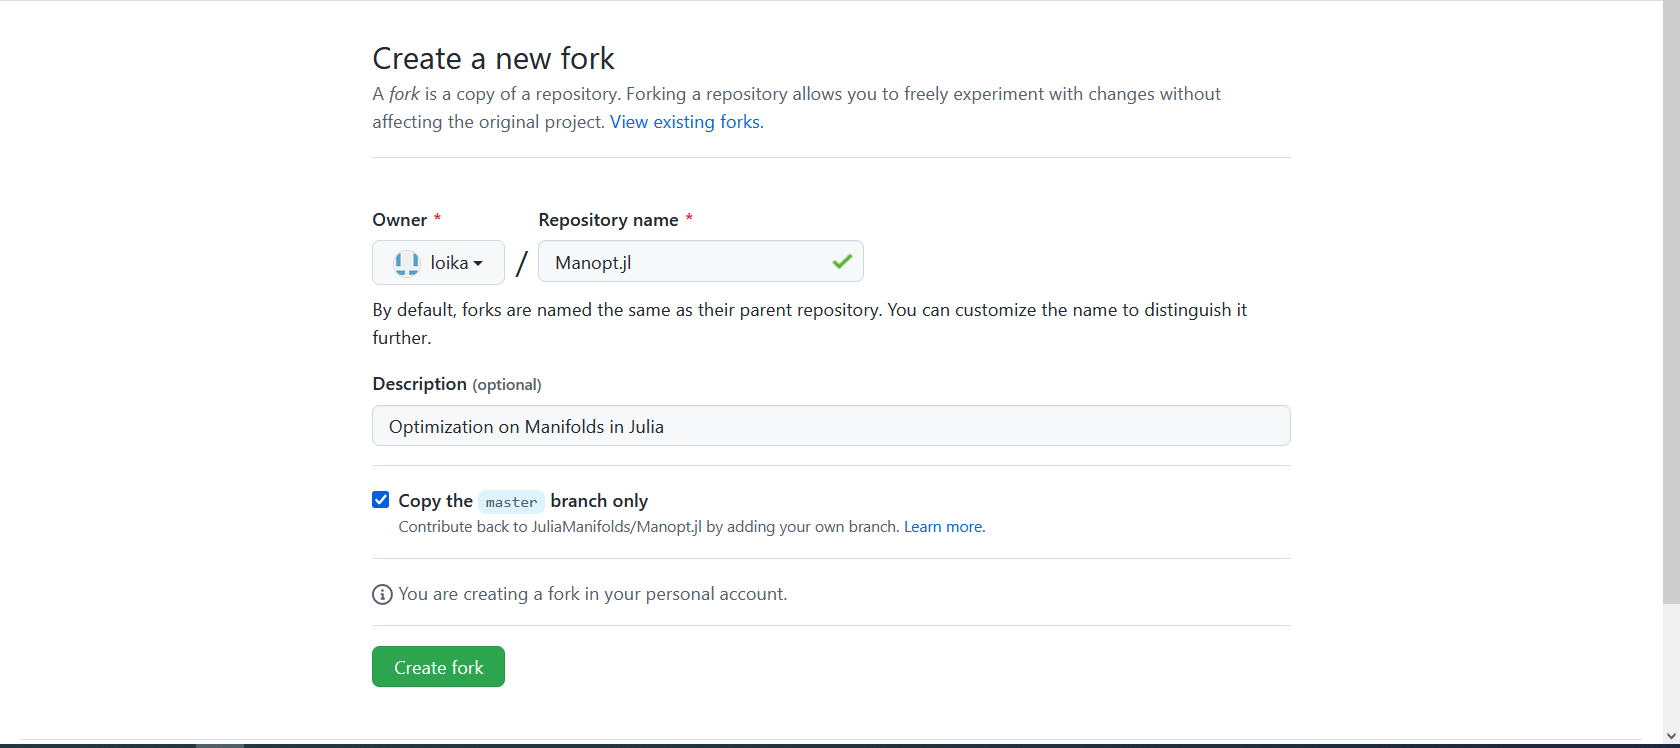 Create a new fork
A fork is a copy of a repository. Forking a repository allows you to freely experiment with changes without
affecting the original project. View existing forks.
Owner * Repository name *
loika / Manopt.jl
By default, forks are named the same as their parent repository. You can customize the name to distinguish it
further.
Description (optional)
Optimization on Manifolds in Julia
Copy the master branch only
Contribute back to JuliaManifolds/Manopt.jl by adding your own branch. Learn more.
You are creating a fork in your personal account.
Create fork